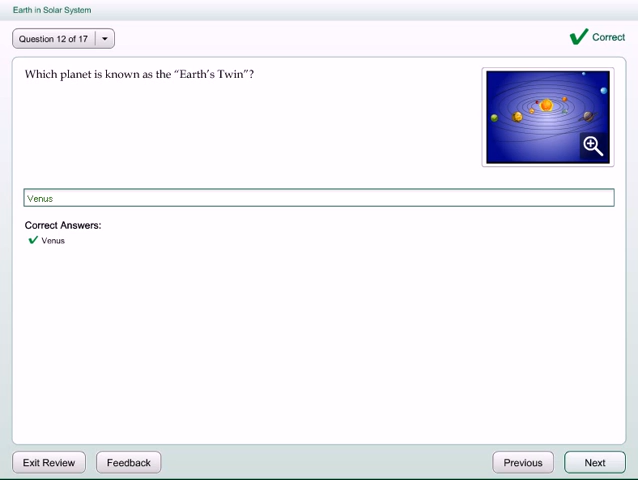 Earth in Solar System
Question 12 of 17
Correct
Which planet is known as the “Earth’s Twin”?
Venus
Correct Answers:
Venus
Exit Review
Feedback
Previous
Next